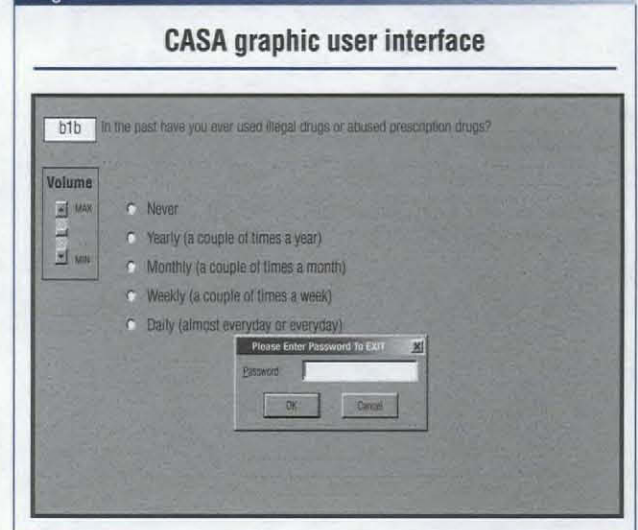 CASA graphic user interface
b1b In the past have you ever used illegal drugs or abused prescription drugs?
Volume
MAX
MIN
Never
Yearly (a couple of times a year)
Monthly (a couple of times a month)
Weekly (a couple of times a week)
Daily (almost everyday or everyday)
Please Enter Password To EXIT
Password:
OK
Cancel